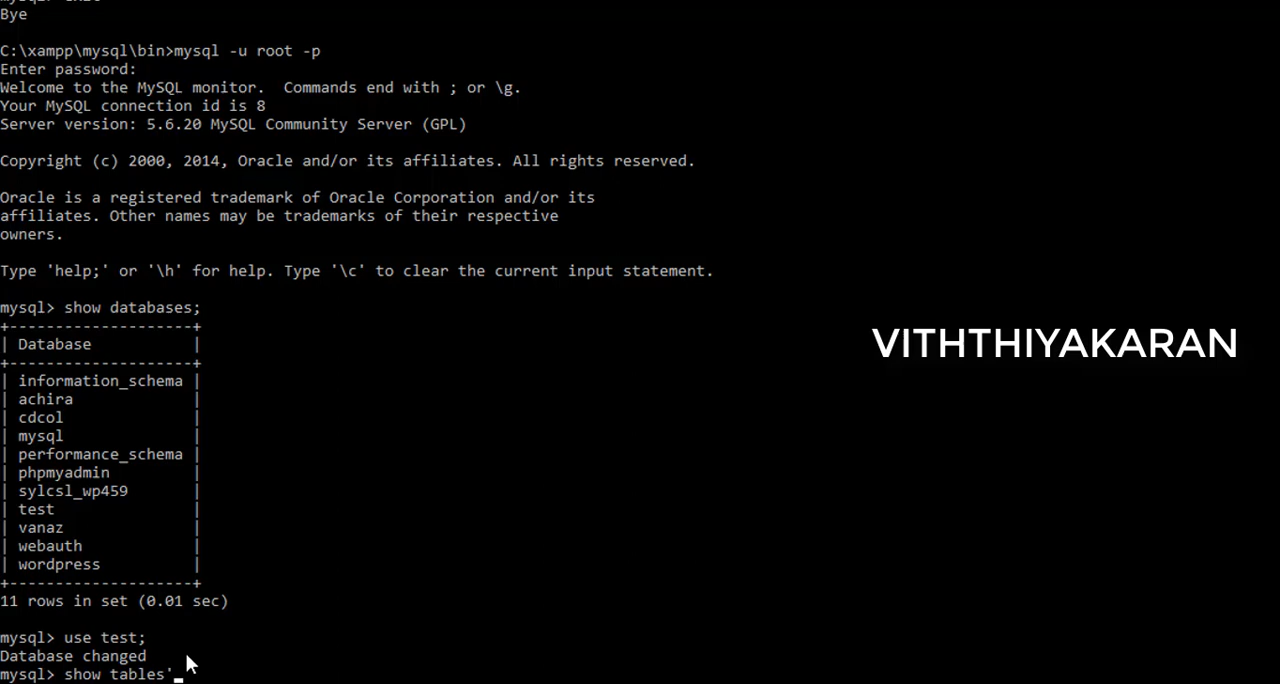 Bye
C:\xampp\mysql\bin>mysql -u root -p
Enter password:
Welcome to the MySQL monitor.  Commands end with ; or \g.
Your MySQL connection id is 8
Server version: 5.6.20 MySQL Community Server (GPL)
Copyright (c) 2000, 2014, Oracle and/or its affiliates. All rights reserved.
Oracle is a registered trademark of Oracle Corporation and/or its
affiliates. Other names may be trademarks of their respective
owners.
Type 'help;' or '\h' for help. Type '\c' to clear the current input statement.
mysql> show databases;
+--------------------+
| Database           |
+--------------------+
| information_schema |
| achira             |
| cdcol              |
| mysql              |
| performance_schema |
| phpmyadmin         |
| sylcsl_wp459       |
| test               |
| vanaz              |
| webauth            |
| wordpress          |
+--------------------+
11 rows in set (0.01 sec)
mysql> use test;
Database changed
mysql> show tables'_
VITHTHIYAKARAN